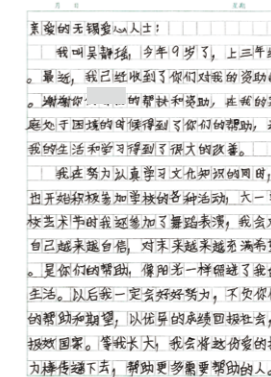 亲爱的无锡爱心人士：
我叫吴静瑶，今年9岁了，上三年
。最近，我已经收到了你们对我的资助
。谢谢你 的帮扶和资助，在我的
庭处于困境的时候得到了你们的帮助，
我的生活和学习得到了很大的改善。
我在努力认真学习文化知识的同时，
也开始积极参加学校的各种活动，大一
校艺术节的我还参加了舞蹈表演，我会
自己越来越自信，对未来越来越充满希
。是你们的帮助，像阳光一样照进了我
生活。以后我一定会好好努力，不负你
的帮助和期望，以优异的成绩回报社会，
报效国家。等我长大，我会将这份爱的
力棒传递下去，帮助更多需要帮助的人。